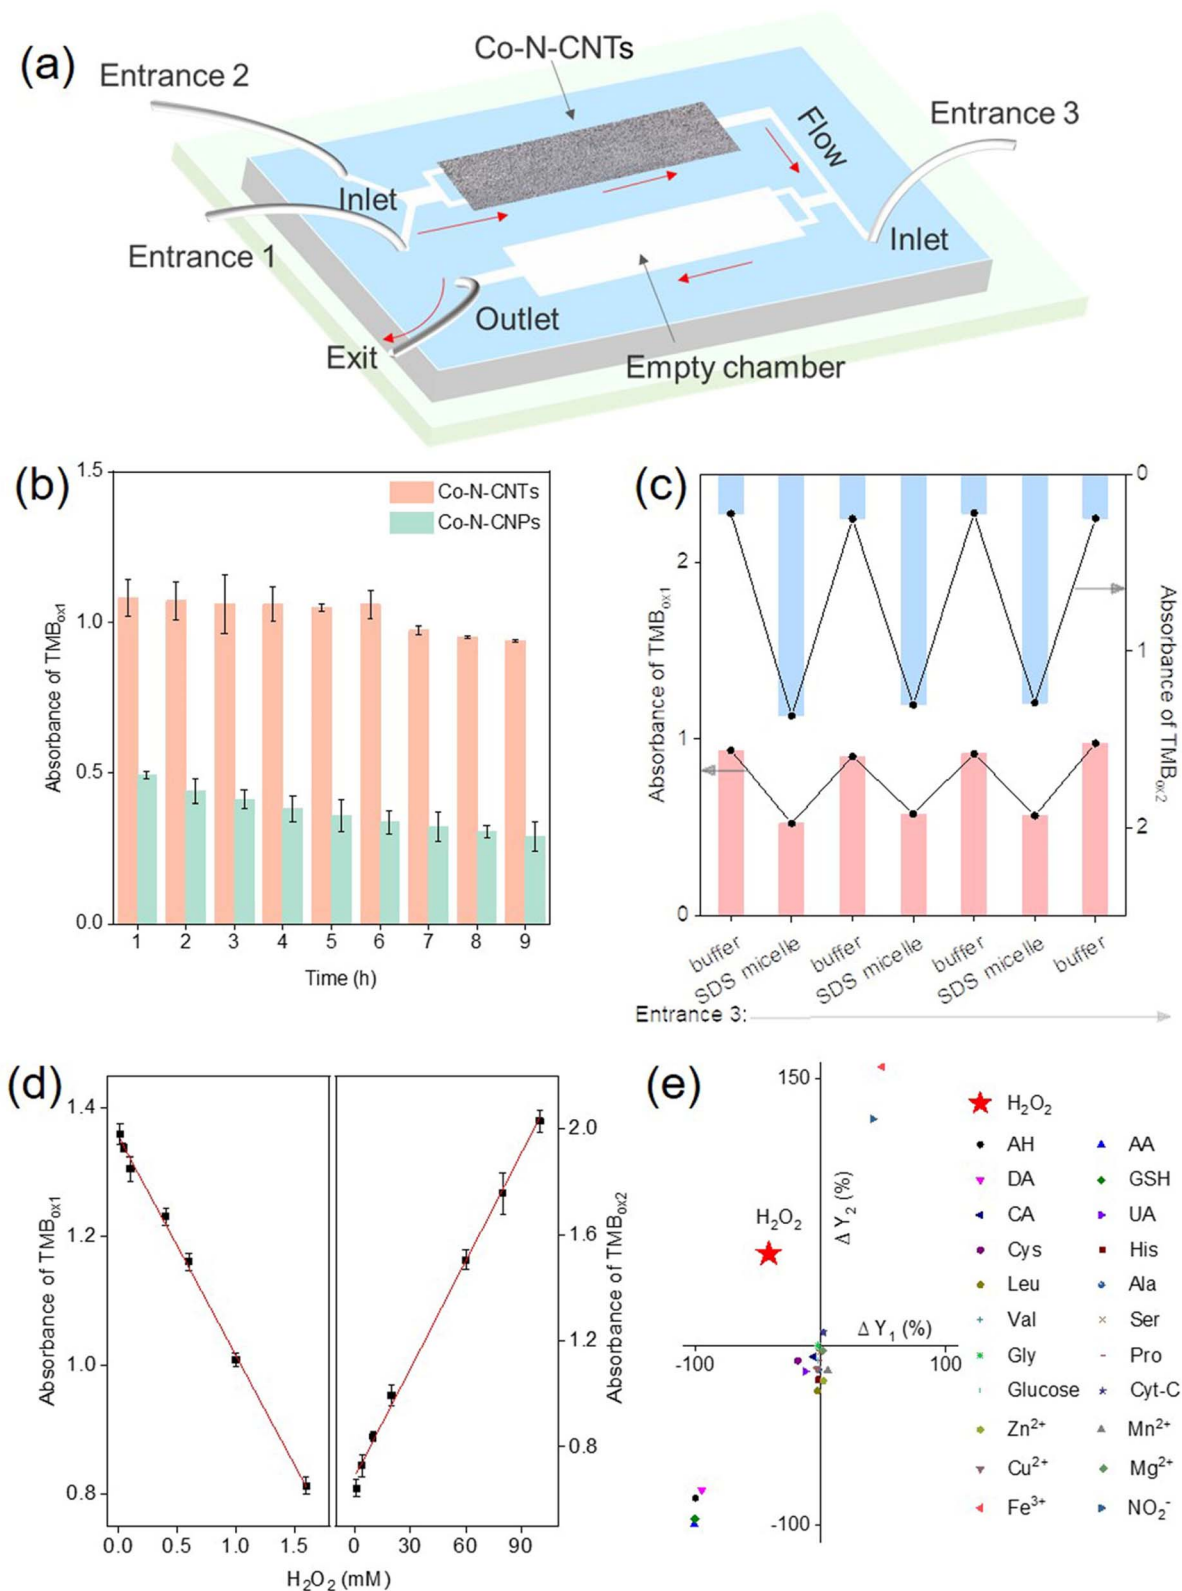 (a)
Co-N-CNTs
Entrance 2
Entrance 3
Flow
Inlet
Entrance 1
Inlet
Outlet
Exit
Empty chamber
(b)
Absorbance of TMBox1
1.5
1.0
0.5
0.0
Co-N-CNTs
Co-N-CNPs
1 2 3 4 5 6 7 8 9
Time (h)
(c)
Absorbance of TMBox1
2
1
0
0
1
2
Absorbance of TMBox2
buffer
SDS micelle
buffer
SDS micelle
buffer
SDS micelle
buffer
Entrance 3:
(d)
Absorbance of TMBox1
1.4
1.2
1.0
0.8
0.0 0.5 1.0 1.5
0 30 60 90
H2O2 (mM)
2.0
1.6
1.2
0.8
Absorbance of TMBox2
(e)
150
Δ Y2 (%)
H2O2
Δ Y1 (%)
-100
100
-100
H2O2
AH AA
DA GSH
CA UA
Cys His
Leu Ala
Val Ser
Gly Pro
Glucose Cyt-C
Zn2+ Mn2+
Cu2+ Mg2+
Fe3+ NO2-